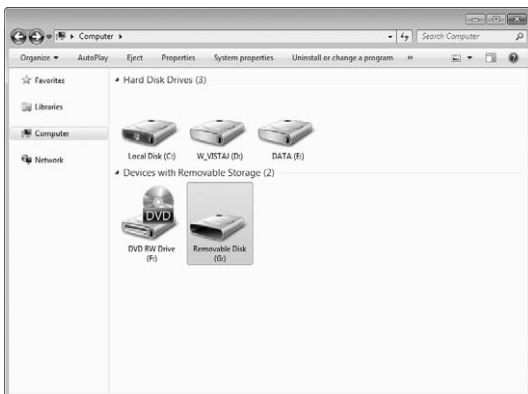 Computer
Search Computer
Organize AutoPlay Eject Properties System properties Uninstall or change a program »
Favorites
Libraries
Computer
Network
Hard Disk Drives (3)
Local Disk (C:) W_VISTAI (D:) DATA (E:)
Devices with Removable Storage (2)
DVD
DVD RW Drive (F:)
Removable Disk (G:)